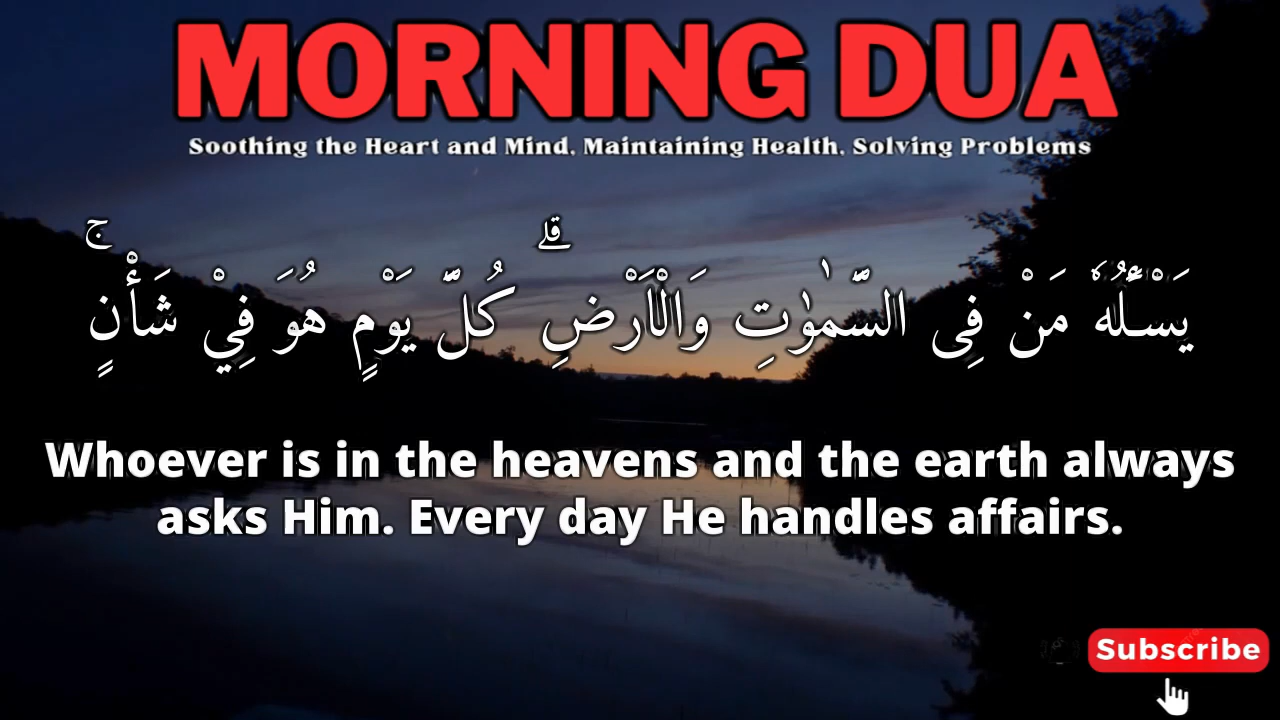 MORNING DUA
Soothing the Heart and Mind, Maintaining Health, Solving Problems
يَسْـَٔلُهٗ مَنْ فِى السَّمٰوٰتِ وَالْاَرْضِۗ كُلَّ يَوْمٍ هُوَ فِيْ شَأْنٍۚ
Whoever is in the heavens and the earth always
asks Him. Every day He handles affairs.
Subscribe